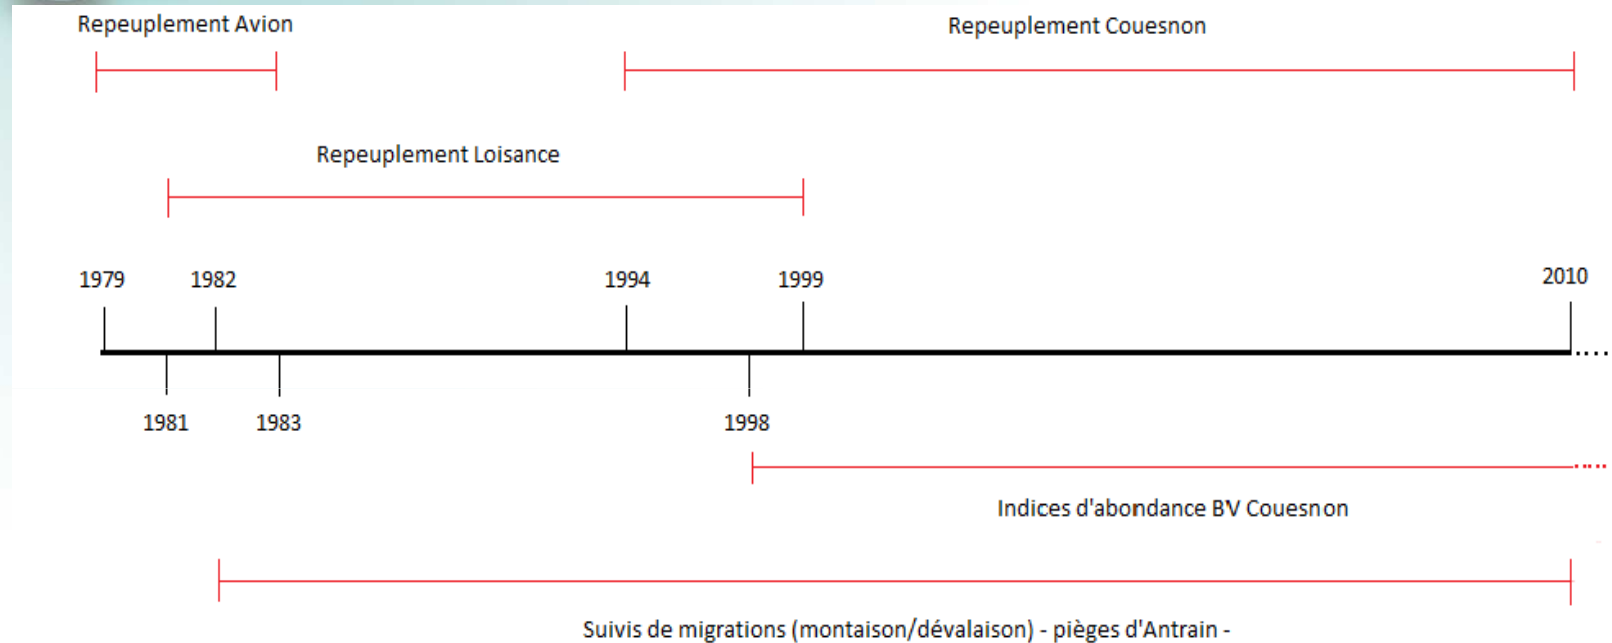 Repeuplement Avion
Repeuplement Couesnon
Repeuplement Loisance
1979
1982
1994
1999
2010
1981
1983
1998
Indices d'abondance BV Couesnon
Suivis de migrations (montaison/dévalaison) - pièges d'Antrain -